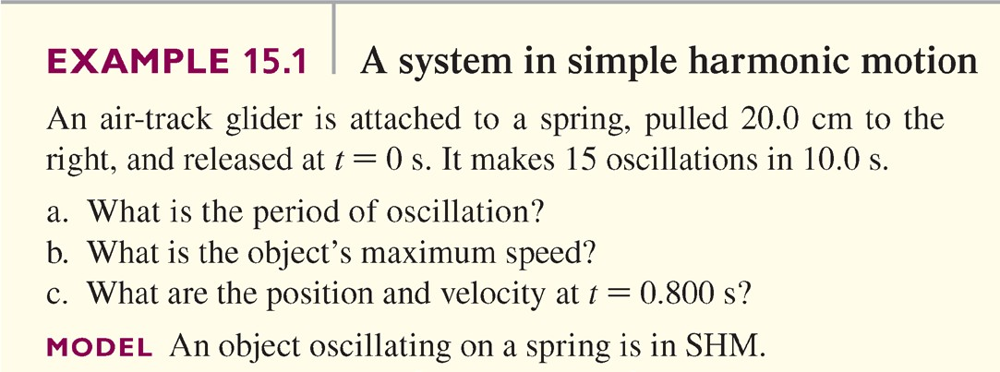 EXAMPLE 15.1 A system in simple harmonic motion
An air-track glider is attached to a spring, pulled 20.0 cm to the
right, and released at t = 0 s. It makes 15 oscillations in 10.0 s.
a. What is the period of oscillation?
b. What is the object's maximum speed?
c. What are the position and velocity at t = 0.800 s?
MODEL An object oscillating on a spring is in SHM.